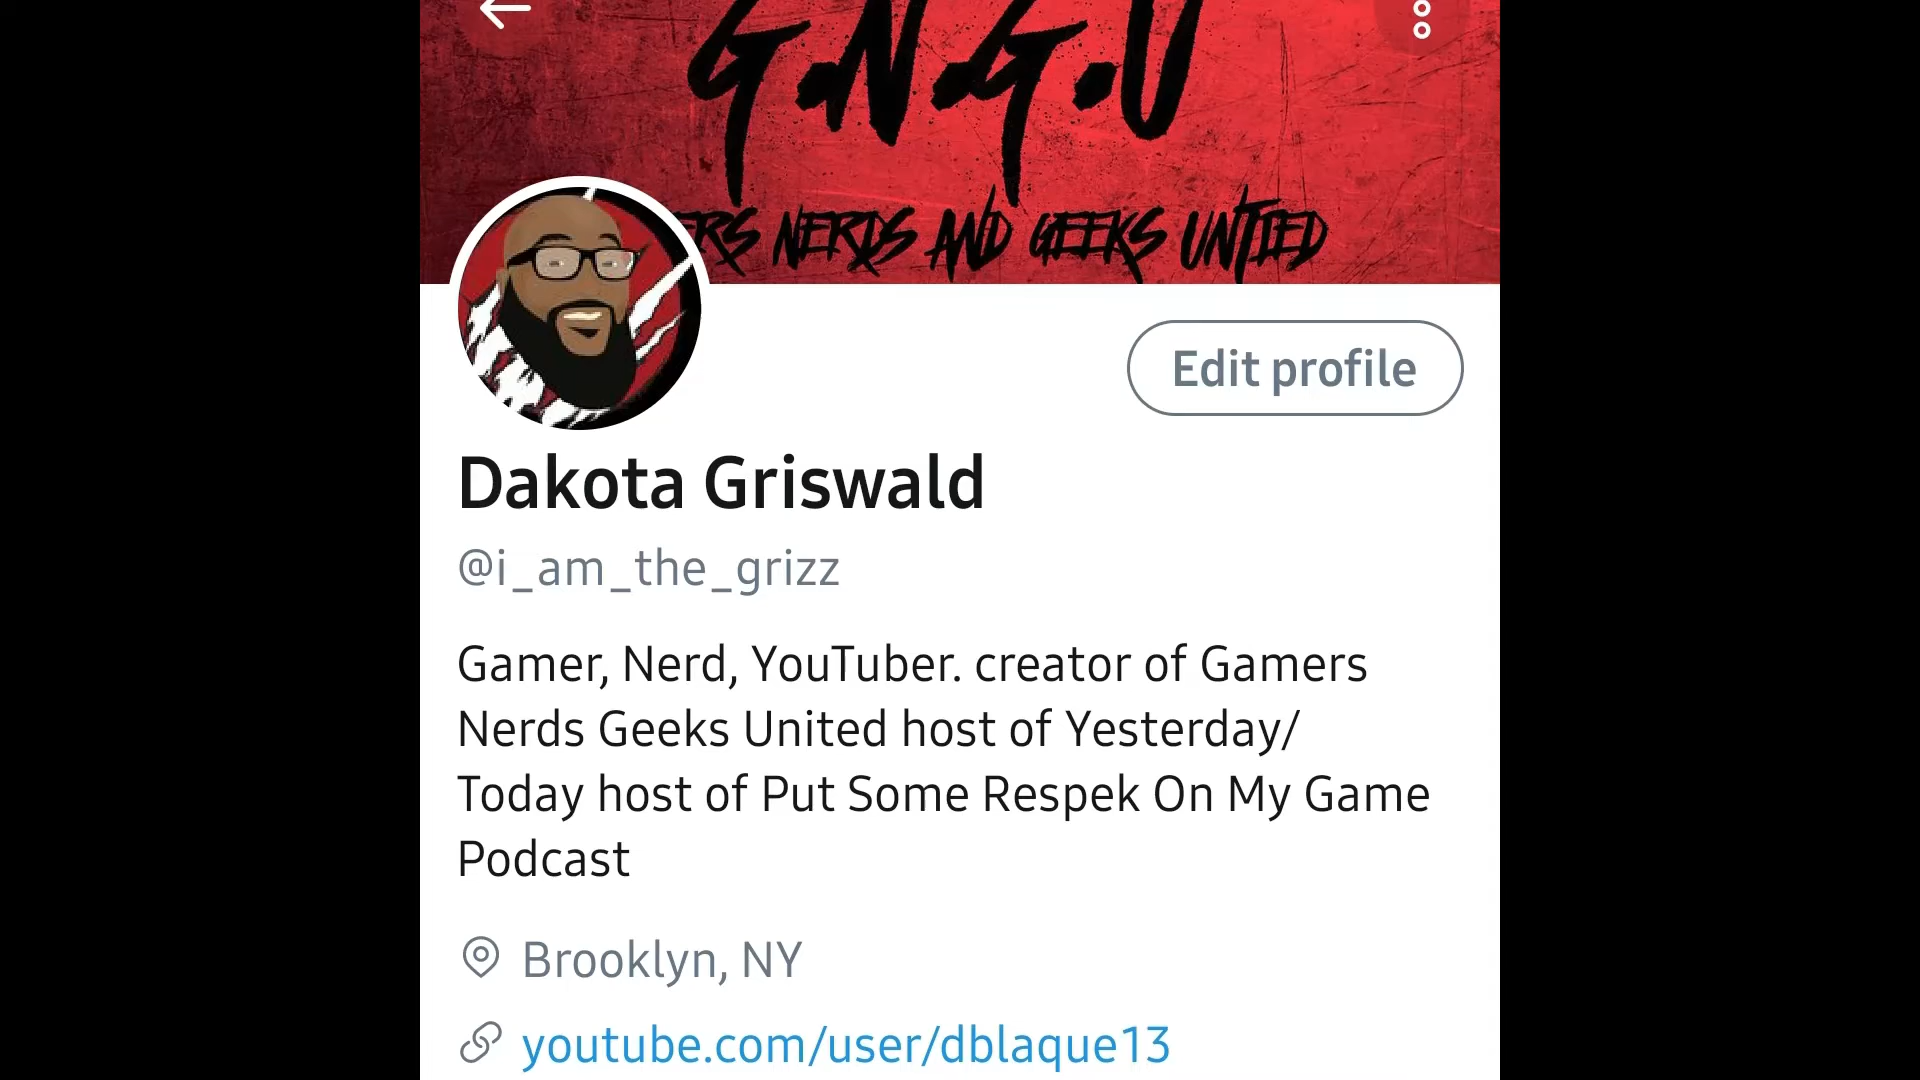 G.N.G.U
NERDS AND GEEKS UNTIED
Edit profile
Dakota Griswald
@i_am_the_grizz
Gamer, Nerd, YouTuber. creator of Gamers
Nerds Geeks United host of Yesterday/
Today host of Put Some Respek On My Game
Podcast
Brooklyn, NY
youtube.com/user/dblaque13